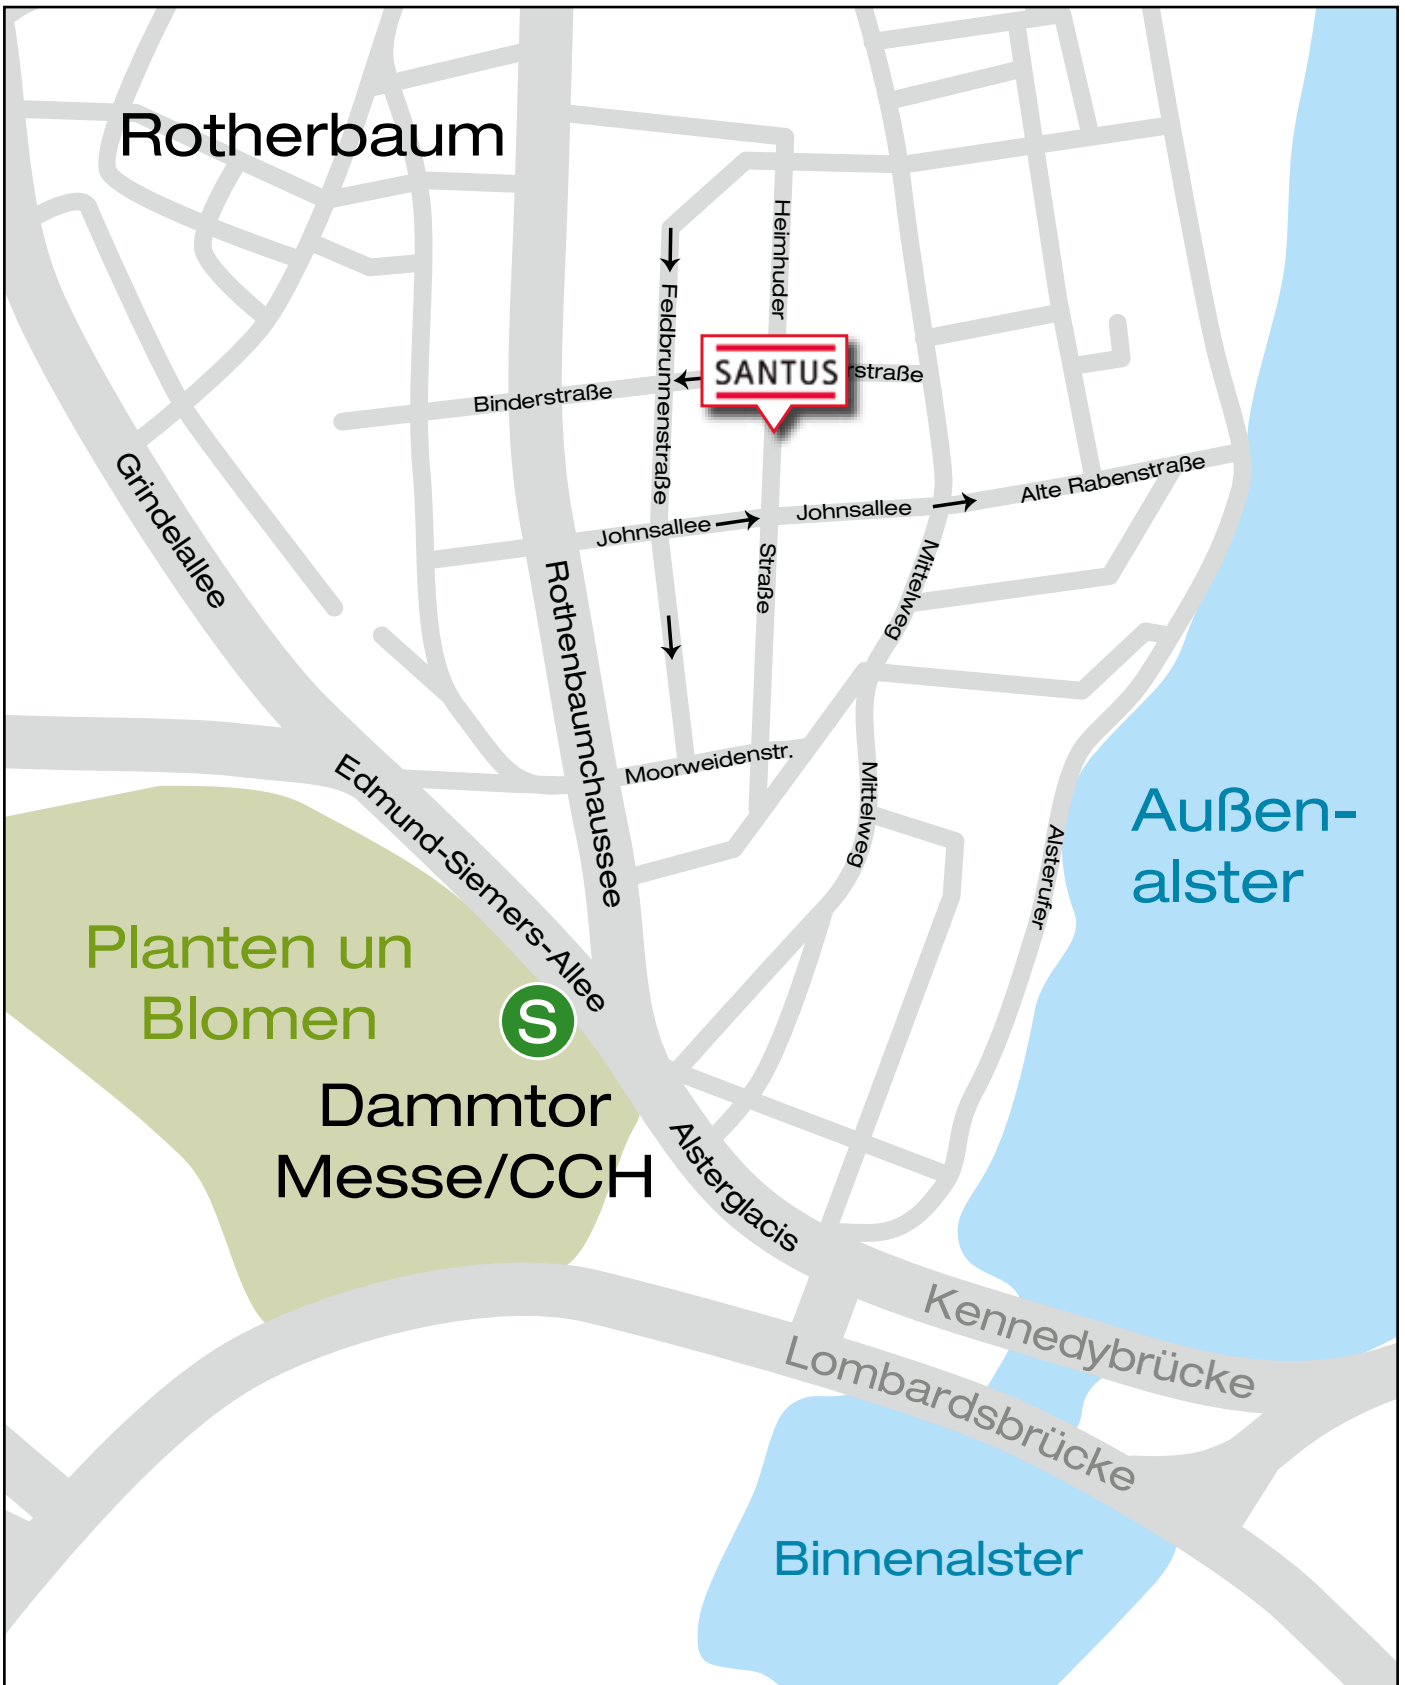 Rotherbaum
Heimhuder
Feldbrunnenstraße
SANTUS
rstraße
Binderstraße
Grindelallee
Alte Rabenstraße
Johnsallee
Johnsallee
Straße
Mittelweg
Rothenbaumchaussee
Moorweidenstr.
Edmund-Siemers-Allee
Mittelweg
Alsterufer
Außen-
alster
Planten un
Blomen
S
Dammtor
Messe/CCH
Alsterglacis
Kennedybrücke
Lombardsbrücke
Binnenalster